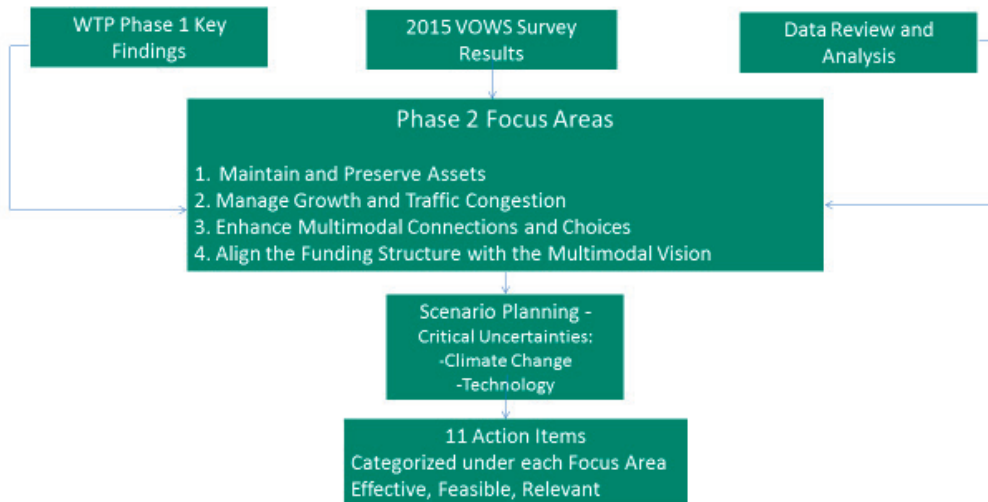 WTP Phase 1 Key
Findings
2015 VOWS Survey
Results
Data Review and
Analysis
Phase 2 Focus Areas
1. Maintain and Preserve Assets
2. Manage Growth and Traffic Congestion
3. Enhance Multimodal Connections and Choices
4. Align the Funding Structure with the Multimodal Vision
Scenario Planning -
Critical Uncertainties:
-Climate Change
-Technology
11 Action Items
Categorized under each Focus Area
Effective, Feasible, Relevant